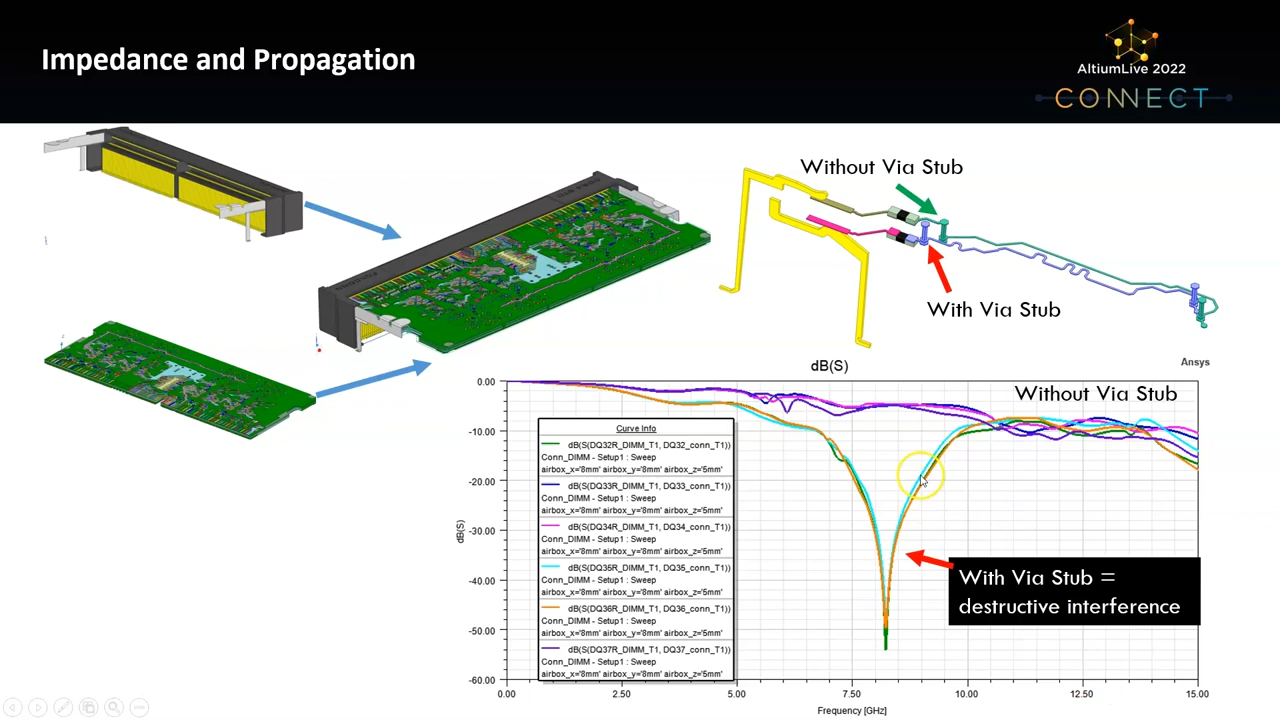 Impedance and Propagation
AltiumLive 2022
CONNECT
Without Via Stub
With Via Stub
Ansys
dB(S)
Without Via Stub
0.00
-10.00
-20.00
-30.00
-40.00
-50.00
-60.00
dB(S)
Curve Info
dB(S(DQ32R_DIMM_T1, DQ32_conn_T1))
Conn_DIMM - Setup1 : Sweep
airbox_x='8mm' airbox_y='8mm' airbox_z='5mm'
dB(S(DQ33R_DIMM_T1, DQ33_conn_T1))
Conn_DIMM - Setup1 : Sweep
airbox_x='8mm' airbox_y='8mm' airbox_z='5mm'
dB(S(DQ34R_DIMM_T1, DQ34_conn_T1))
Conn_DIMM - Setup1 : Sweep
airbox_x='8mm' airbox_y='8mm' airbox_z='5mm'
dB(S(DQ35R_DIMM_T1, DQ35_conn_T1))
Conn_DIMM - Setup1 : Sweep
airbox_x='8mm' airbox_y='8mm' airbox_z='5mm'
dB(S(DQ36R_DIMM_T1, DQ36_conn_T1))
Conn_DIMM - Setup1 : Sweep
airbox_x='8mm' airbox_y='8mm' airbox_z='5mm'
dB(S(DQ37R_DIMM_T1, DQ37_conn_T1))
Conn_DIMM - Setup1 : Sweep
airbox_x='8mm' airbox_y='8mm' airbox_z='5mm'
With Via Stub =
destructive interference
0.00 2.50 5.00 7.50 10.00 12.50 15.00
Frequency [GHz]